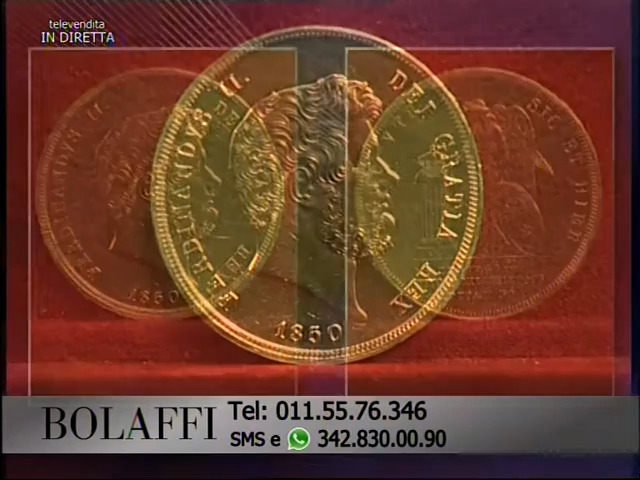 televendita
IN DIRETTA
FERDINANDVS II.
DEI GRATIA REX
1850
FERDINANDVS II.
1850
SIC. ET HIER
BOLAFFI
Tel: 011.55.76.346
SMS e 342.830.00.90